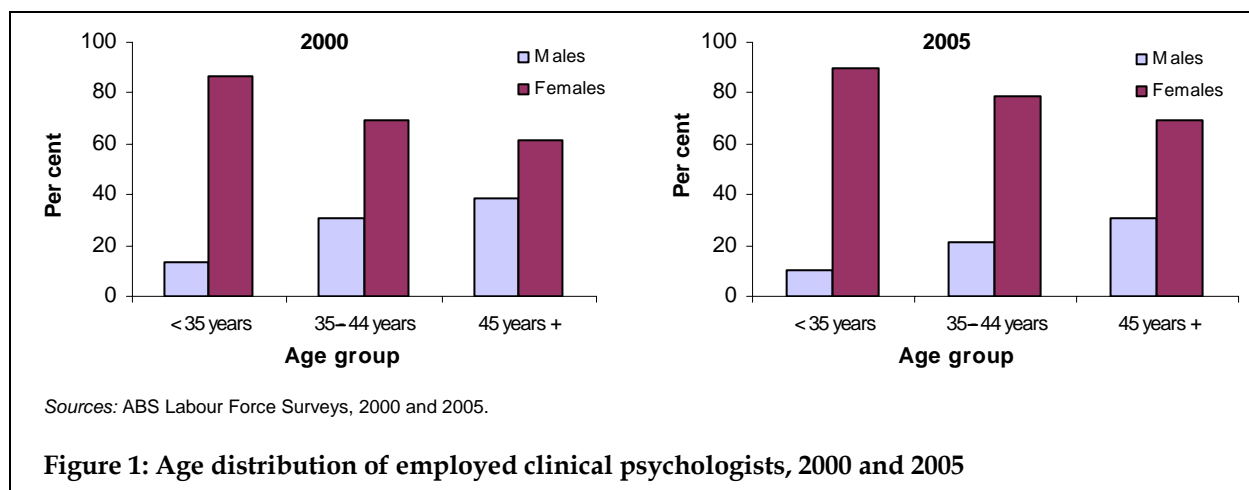 2000
Males
Females
Per cent
100
80
60
40
20
0
< 35 years
35–44 years
45 years +
Age group
2005
Males
Females
Per cent
100
80
60
40
20
0
< 35 years
35–44 years
45 years +
Age group
Sources: ABS Labour Force Surveys, 2000 and 2005.
Figure 1: Age distribution of employed clinical psychologists, 2000 and 2005